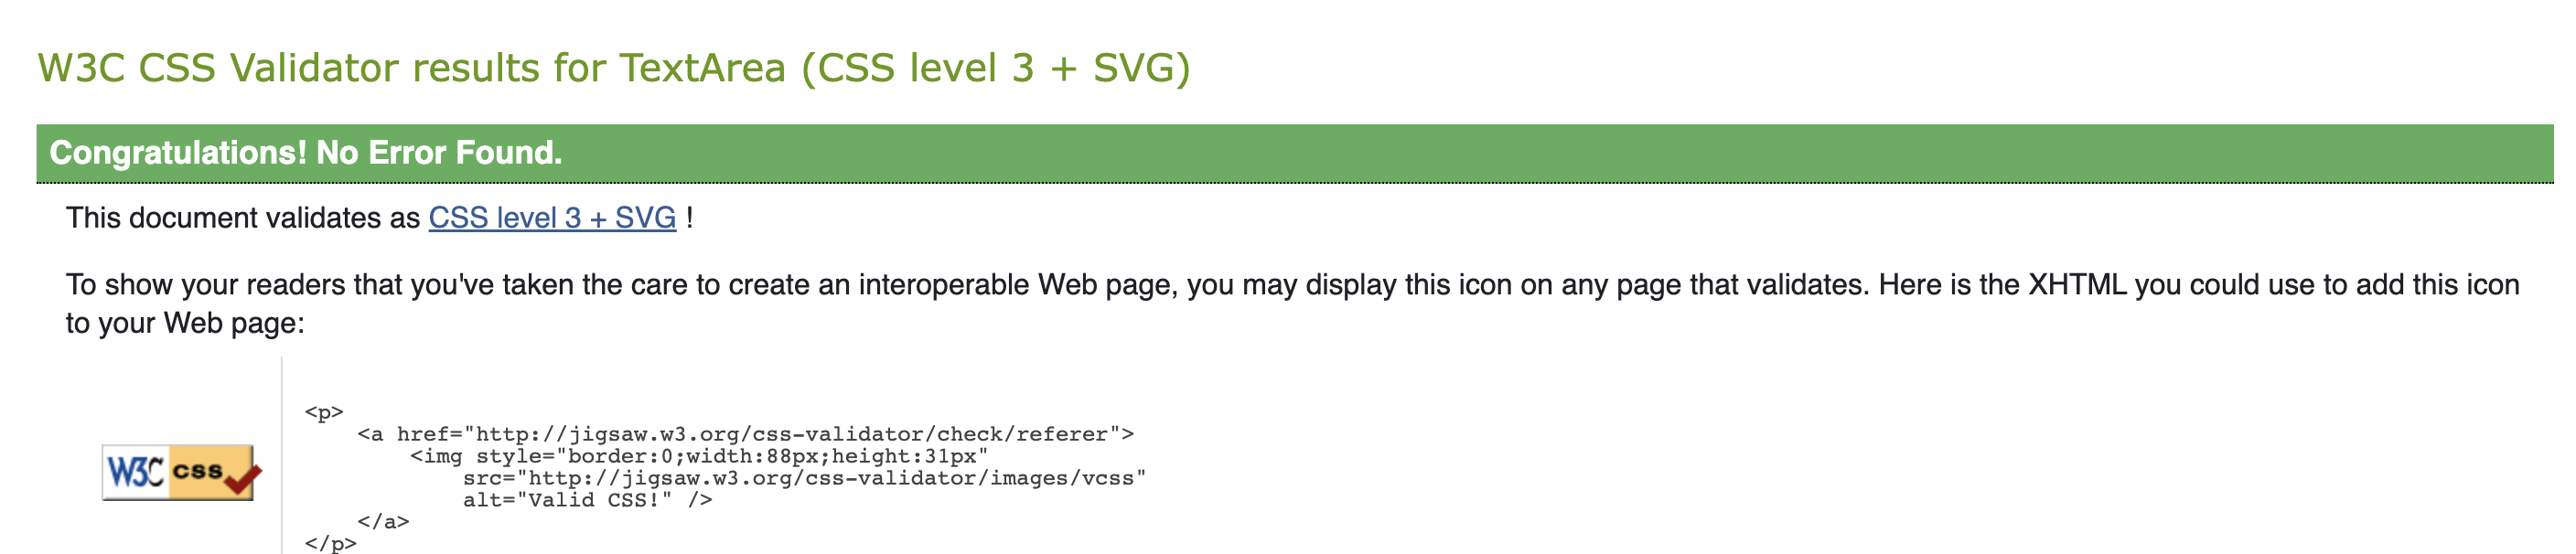 W3C CSS Validator results for TextArea (CSS level 3 + SVG)
Congratulations! No Error Found.
This document validates as CSS level 3 + SVG !
To show your readers that you've taken the care to create an interoperable Web page, you may display this icon on any page that validates. Here is the XHTML you could use to add this icon
to your Web page:
<p>
    <a href="http://jigsaw.w3.org/css-validator/check/referer">
        <img style="border:0;width:88px;height:31px"
            src="http://jigsaw.w3.org/css-validator/images/vcss"
            alt="Valid CSS!" />
    </a>
</p>
W3C css